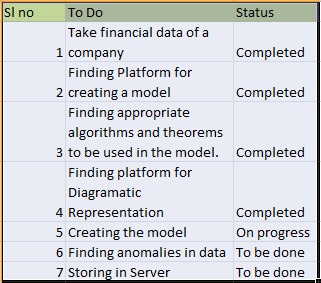 Sl no To Do Status
Take financial data of a
1 company Completed
Finding Platform for
2 creating a model Completed
Finding appropriate
algorithms and theorems
3 to be used in the model. Completed
Finding platform for
Diagramatic
4 Representation Completed
5 Creating the model On progress
6 Finding anomalies in data To be done
7 Storing in Server To be done